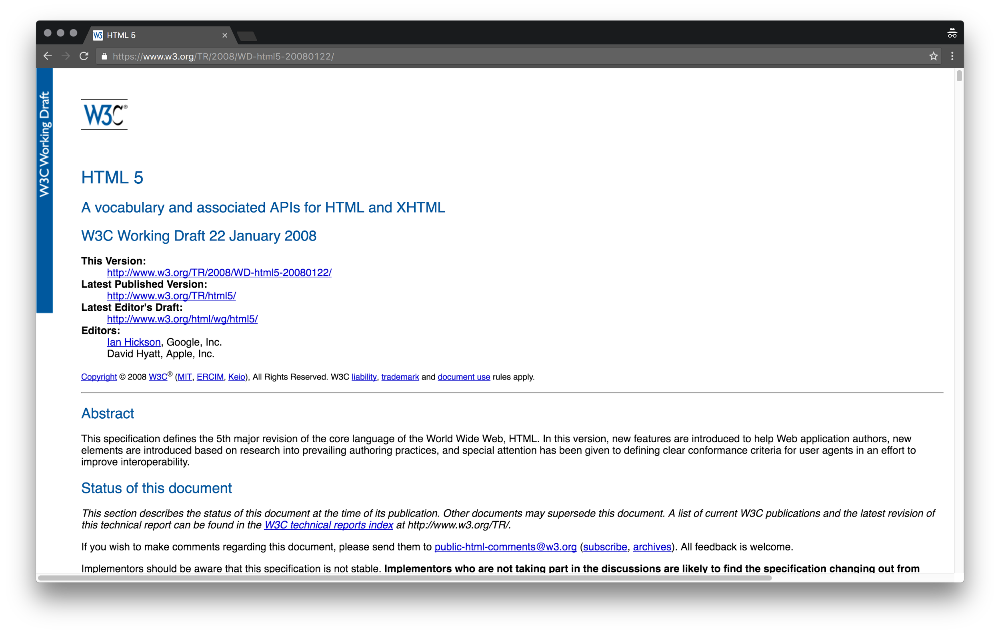 HTML 5
https://www.w3.org/TR/2008/WD-html5-20080122/
W3C Working Draft
W3C®
HTML 5
A vocabulary and associated APIs for HTML and XHTML
W3C Working Draft 22 January 2008
This Version:
http://www.w3.org/TR/2008/WD-html5-20080122/
Latest Published Version:
http://www.w3.org/TR/html5/
Latest Editor's Draft:
http://www.w3.org/html/wg/html5/
Editors:
Ian Hickson, Google, Inc.
David Hyatt, Apple, Inc.
Copyright © 2008 W3C® (MIT, ERCIM, Keio), All Rights Reserved. W3C liability, trademark and document use rules apply.
Abstract
This specification defines the 5th major revision of the core language of the World Wide Web, HTML. In this version, new features are introduced to help Web application authors, new
elements are introduced based on research into prevailing authoring practices, and special attention has been given to defining clear conformance criteria for user agents in an effort to
improve interoperability.
Status of this document
This section describes the status of this document at the time of its publication. Other documents may supersede this document. A list of current W3C publications and the latest revision of
this technical report can be found in the W3C technical reports index at http://www.w3.org/TR/.
If you wish to make comments regarding this document, please send them to public-html-comments@w3.org (subscribe, archives). All feedback is welcome.
Implementors should be aware that this specification is not stable. Implementors who are not taking part in the discussions are likely to find the specification changing out from